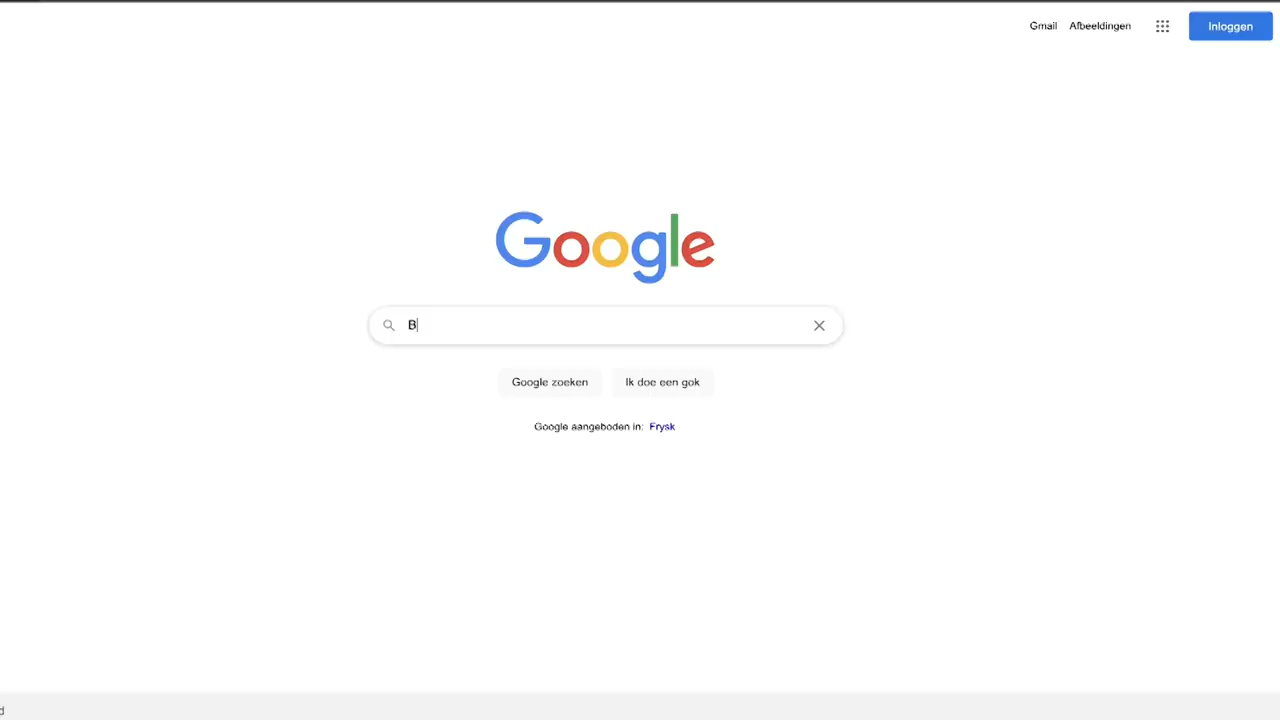 Gmail Afbeeldingen Inloggen
Google
B
Google zoeken Ik doe een gok
Google aangeboden in: Frysk
d